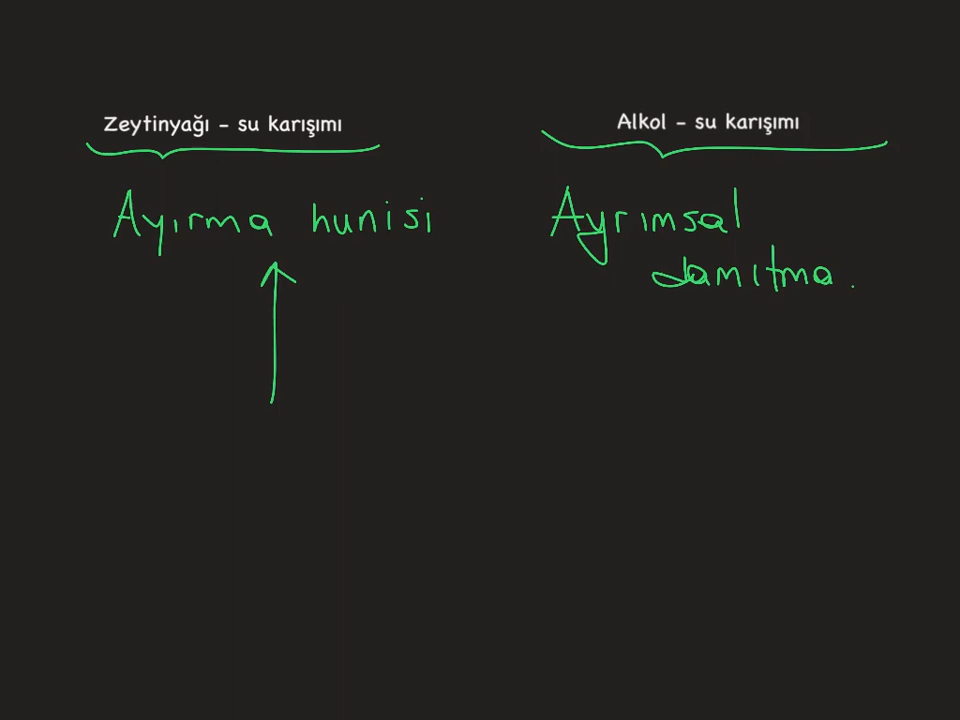 Zeytinyağı - su karışımı
Alkol - su karışımı
Ayırma hunisi
Ayrımsal
damıtma.